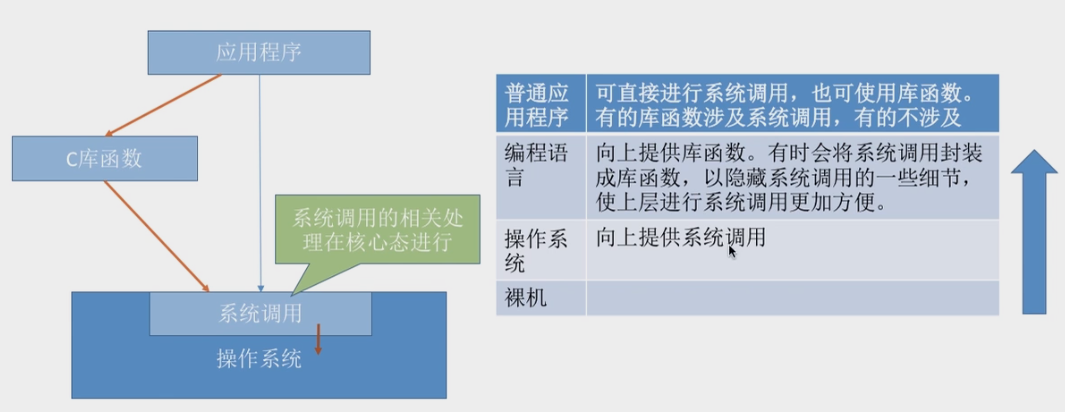 应用程序
C库函数
系统调用的相关处
理在核心态进行
系统调用
操作系统
普通应
用程序
可直接进行系统调用，也可使用库函数。
有的库函数涉及系统调用，有的不涉及
编程语
言
向上提供库函数。有时会将系统调用封装
成库函数，以隐藏系统调用的一些细节，
使上层进行系统调用更加方便。
操作系
统
向上提供系统调用
裸机